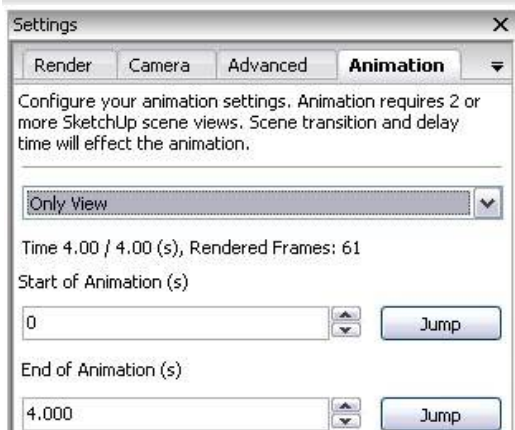 Settings
Render Camera Advanced Animation
Configure your animation settings. Animation requires 2 or
more SketchUp scene views. Scene transition and delay
time will effect the animation.
Only View
Time 4.00 / 4.00 (s), Rendered Frames: 61
Start of Animation (s)
0 Jump
End of Animation (s)
4.000 Jump